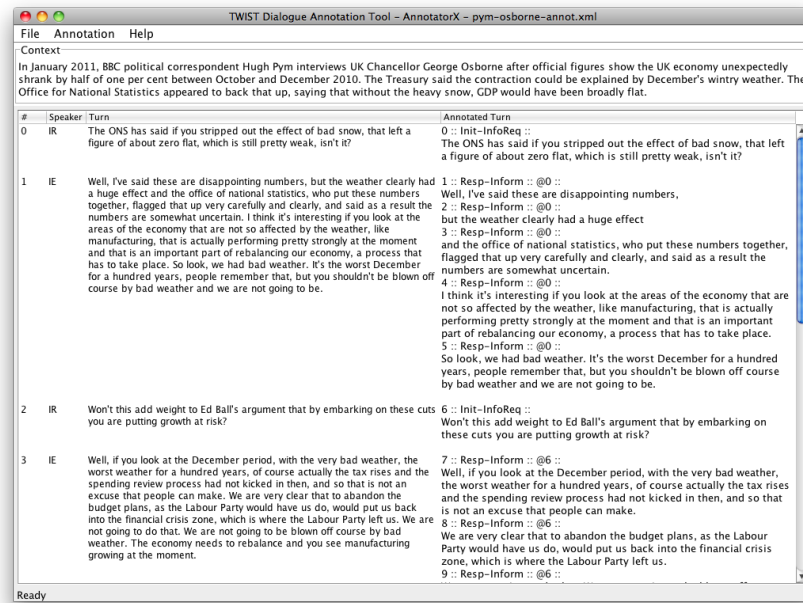 TWIST Dialogue Annotation Tool – AnnotatorX – pym-osborne-annot.xml
File Annotation Help
Context
In January 2011, BBC political correspondent Hugh Pym interviews UK Chancellor George Osborne after official figures show the UK economy unexpectedly
shrank by half of one per cent between October and December 2010. The Treasury said the contraction could be explained by December's wintry weather. The
Office for National Statistics appeared to back that up, saying that without the heavy snow, GDP would have been broadly flat.
# Speaker Turn Annotated Turn
0 IR
The ONS has said if you stripped out the effect of bad snow, that left a
figure of about zero flat, which is still pretty weak, isn't it?
0 :: Init-InfoReq ::
The ONS has said if you stripped out the effect of bad snow, that left
a figure of about zero flat, which is still pretty weak, isn't it?
1 IE
Well, I've said these are disappointing numbers, but the weather clearly had
a huge effect and the office of national statistics, who put these numbers
together, flagged that up very carefully and clearly, and said as a result the
numbers are somewhat uncertain. I think it's interesting if you look at the
areas of the economy that are not so affected by the weather, like
manufacturing, that is actually performing pretty strongly at the moment
and that is an important part of rebalancing our economy, a process that
has to take place. So look, we had bad weather. It's the worst December
for a hundred years, people remember that, but you shouldn't be blown off
course by bad weather and we are not going to be.
1 :: Resp-Inform :: @0 ::
Well, I've said these are disappointing numbers,
2 :: Resp-Inform :: @0 ::
but the weather clearly had a huge effect
3 :: Resp-Inform :: @0 ::
and the office of national statistics, who put these numbers together,
flagged that up very carefully and clearly, and said as a result the
numbers are somewhat uncertain.
4 :: Resp-Inform :: @0 ::
I think it's interesting if you look at the areas of the economy that are
not so affected by the weather, like manufacturing, that is actually
performing pretty strongly at the moment and that is an important
part of rebalancing our economy, a process that has to take place.
5 :: Resp-Inform :: @0 ::
So look, we had bad weather. It's the worst December for a hundred
years, people remember that, but you shouldn't be blown off course
by bad weather and we are not going to be.
2 IR
Won't this add weight to Ed Ball's argument that by embarking on these cuts
you are putting growth at risk?
6 :: Init-InfoReq ::
Won't this add weight to Ed Ball's argument that by embarking on
these cuts you are putting growth at risk?
3 IE
Well, if you look at the December period, with the very bad weather, the
worst weather for a hundred years, of course actually the tax rises and the
spending review process had not kicked in then, and so that is not an
excuse that people can make. We are very clear that to abandon the
budget plans, as the Labour Party would have us do, would put us back
into the financial crisis zone, which is where the Labour Party left us. We are
not going to do that. We are not going to be blown off course by bad
weather. The economy needs to rebalance and you see manufacturing
growing at the moment.
7 :: Resp-Inform :: @6 ::
Well, if you look at the December period, with the very bad weather,
the worst weather for a hundred years, of course actually the tax rises
and the spending review process had not kicked in then, and so that
is not an excuse that people can make.
8 :: Resp-Inform :: @6 ::
We are very clear that to abandon the budget plans, as the Labour
Party would have us do, would put us back into the financial crisis
zone, which is where the Labour Party left us.
9 :: Resp-Inform :: @6 ::
Ready